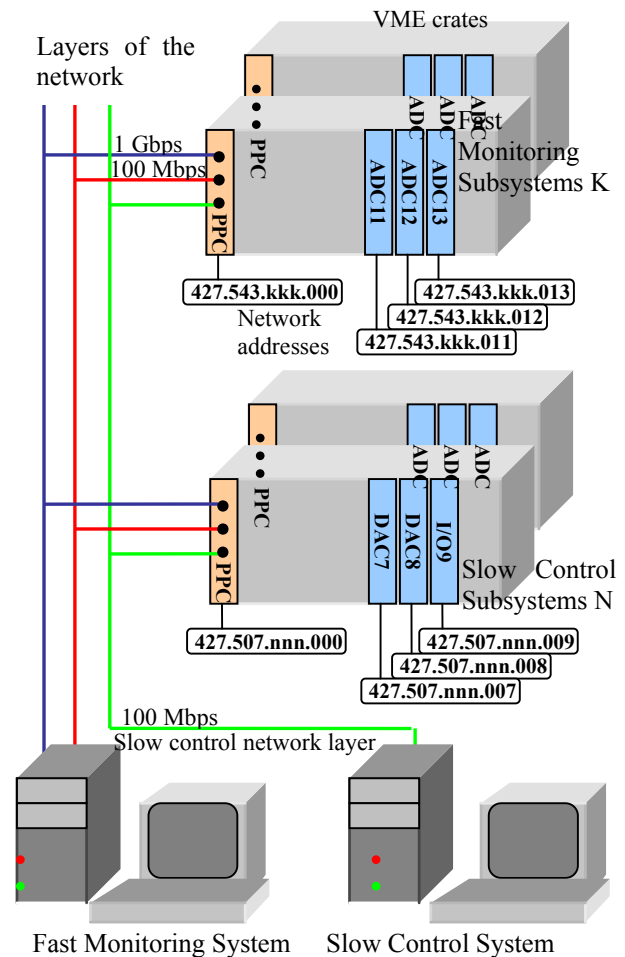 VME crates
Layers of the
network
PPC
ADC
ADC
ADC
Fast
Monitoring
Subsystems K
1 Gbps
100 Mbps
PPC
ADC11
ADC12
ADC13
427.543.kkk.000
427.543.kkk.013
427.543.kkk.012
427.543.kkk.011
Network
addresses
PPC
ADC
ADC
ADC
PPC
DAC7
DAC8
I/O9
Slow Control
Subsystems N
427.507.nnn.000
427.507.nnn.009
427.507.nnn.008
427.507.nnn.007
100 Mbps
Slow control network layer
Fast Monitoring System
Slow Control System